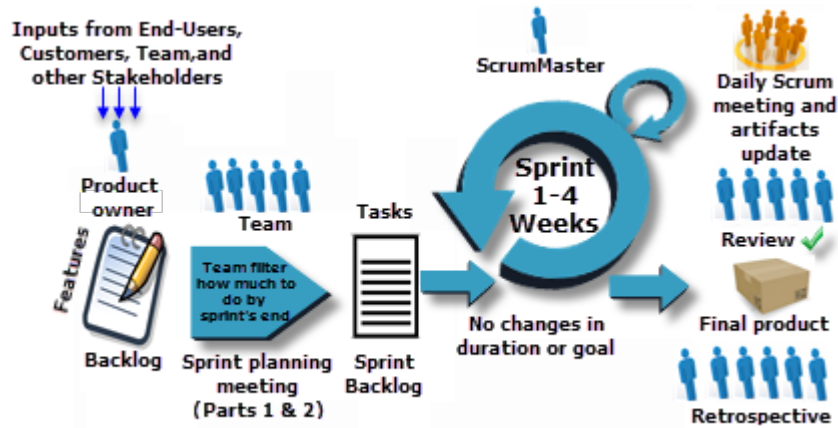 Inputs from End-Users,
Customers, Team,and
other Stakeholders
Product
owner
Features
Backlog
Team
Team filter
how much to
do by
sprint's end
Sprint planning
meeting
(Parts 1 & 2)
Tasks
Sprint
Backlog
ScrumMaster
Sprint
1-4
Weeks
No changes in
duration or goal
Daily Scrum
meeting and
artifacts
update
Review
Final product
Retrospective